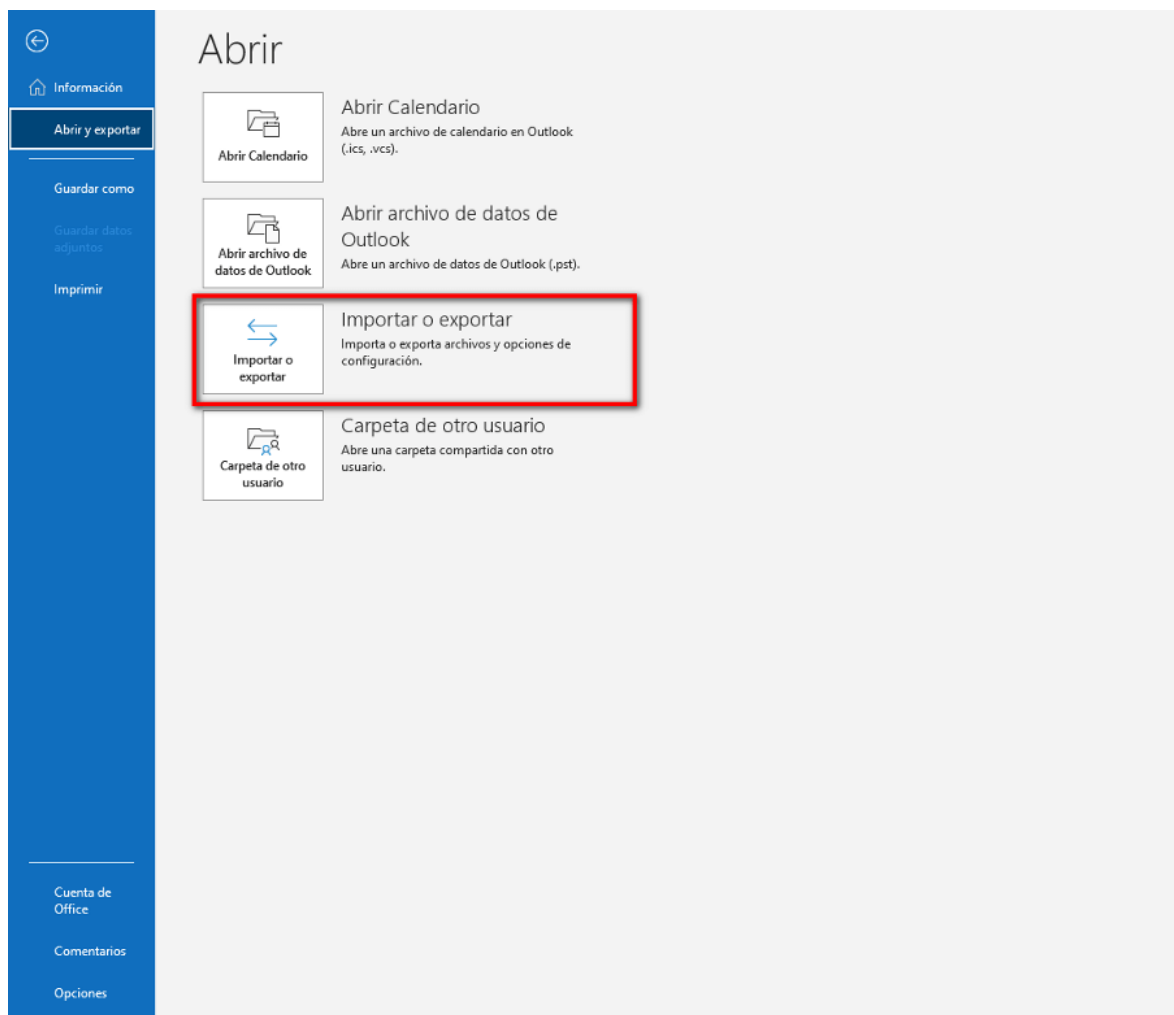 Información
Abrir y exportar
Guardar como
Guardar datos
adjuntos
Imprimir
Cuenta de
Office
Comentarios
Opciones
Abrir
Abrir Calendario
Abrir Calendario
Abre un archivo de calendario en Outlook
(.ics, .vcs).
Abrir archivo de
datos de Outlook
Abrir archivo de datos de
Outlook
Abre un archivo de datos de Outlook (.pst).
Importar o
exportar
Importar o exportar
Importa o exporta archivos y opciones de
configuración.
Carpeta de otro
usuario
Carpeta de otro usuario
Abre una carpeta compartida con otro
usuario.